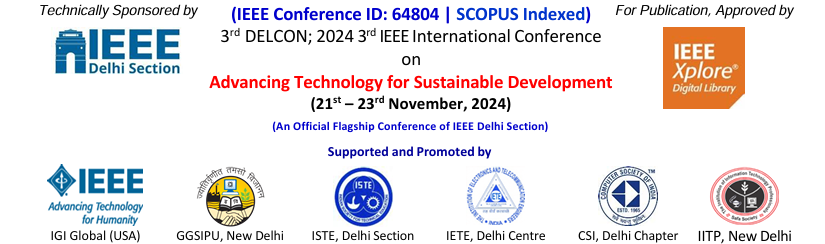 Technically Sponsored by
(IEEE Conference ID: 64804 | SCOPUS Indexed)
For Publication, Approved by
3rd DELCON; 2024 3rd IEEE International Conference
on
Advancing Technology for Sustainable Development
(21st – 23rd November, 2024)
(An Official Flagship Conference of IEEE Delhi Section)
IEEE
Delhi Section
IEEE
Xplore®
Digital Library
Supported and Promoted by
IEEE
Advancing Technology
for Humanity
ISTE
COMPUTER SOCIETY OF INDIA
TM
ESTD. 1965
IGI Global (USA)
GGSIPU, New Delhi
ISTE, Delhi Section
IETE, Delhi Centre
CSI, Delhi Chapter
IITP, New Delhi